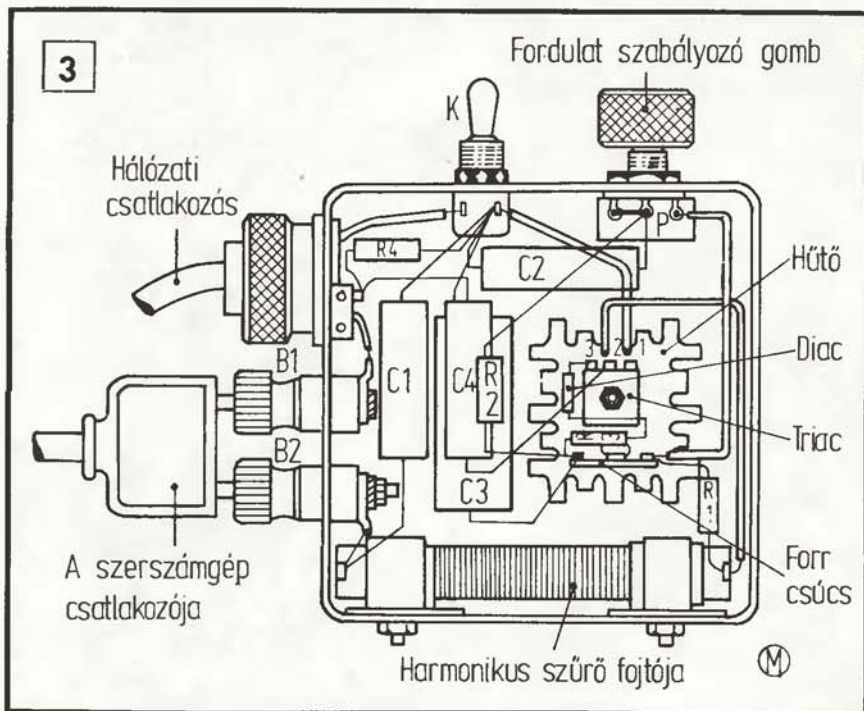 3
Fordulat szabályozó gomb
K
Hálózati
csatlakozás
P
R4
C2
Hűtő
B1
3 2 1
Diac
C1
C4
R
2
Triac
B2
C3
R
1
A szerszámgép
csatlakozója
Forr
csúcs
Harmonikus szűrő fojtója
M